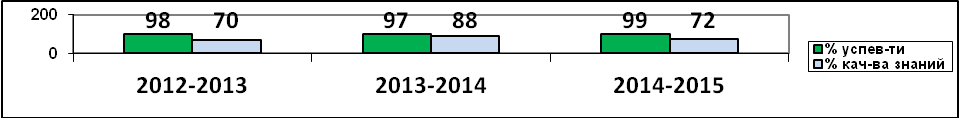 200
98 70 97 88 99 72
0
2012-2013 2013-2014 2014-2015
% успев-ти
% кач-ва знаний